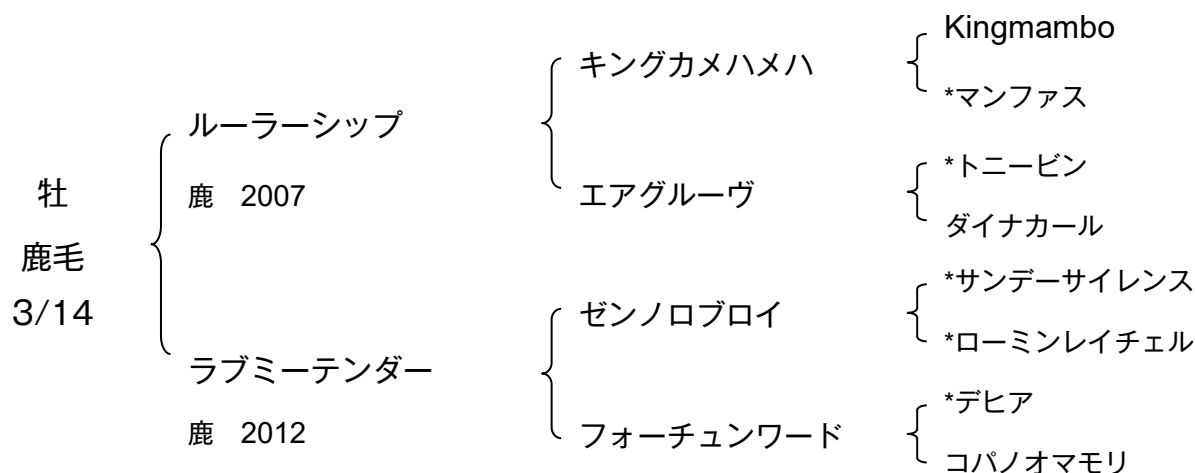 牡
鹿毛
3/14
ルーラーシップ
鹿　2007
ラブミーテンダー
鹿　2012
キングカメハメハ
エアグルーヴ
ゼンノロブロイ
フォーチュンワード
Kingmambo
*マンファス
*トニービン
ダイナカール
*サンデーサイレンス
*ローミンレイチェル
*デヒア
コパノオマモリ